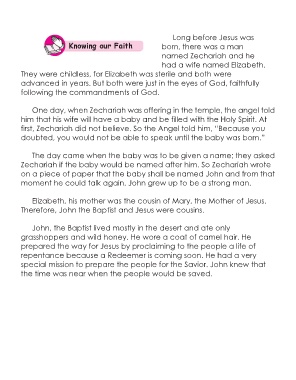 Knowing our Faith
Long before Jesus was
born, there was a man
named Zechariah and he
had a wife named Elizabeth.
They were childless, for Elizabeth was sterile and both were
advanced in years. But both were just in the eyes of God, faithfully
following the commandments of God.
One day, when Zechariah was offering in the temple, the angel told
him that his wife will have a baby and be filled with the Holy Spirit. At
first, Zechariah did not believe. So the Angel told him, “Because you
doubted, you would not be able to speak until the baby was born.”
The day came when the baby was to be given a name; they asked
Zechariah if the baby would be named after him. So Zechariah wrote
on a piece of paper that the baby shall be named John and from that
moment he could talk again. John grew up to be a strong man.
Elizabeth, his mother was the cousin of Mary, the Mother of Jesus.
Therefore, John the Baptist and Jesus were cousins.
John, the Baptist lived mostly in the desert and ate only
grasshoppers and wild honey. He wore a coat of camel hair. He
prepared the way for Jesus by proclaiming to the people a life of
repentance because a Redeemer is coming soon. He had a very
special mission to prepare the people for the Savior. John knew that
the time was near when the people would be saved.